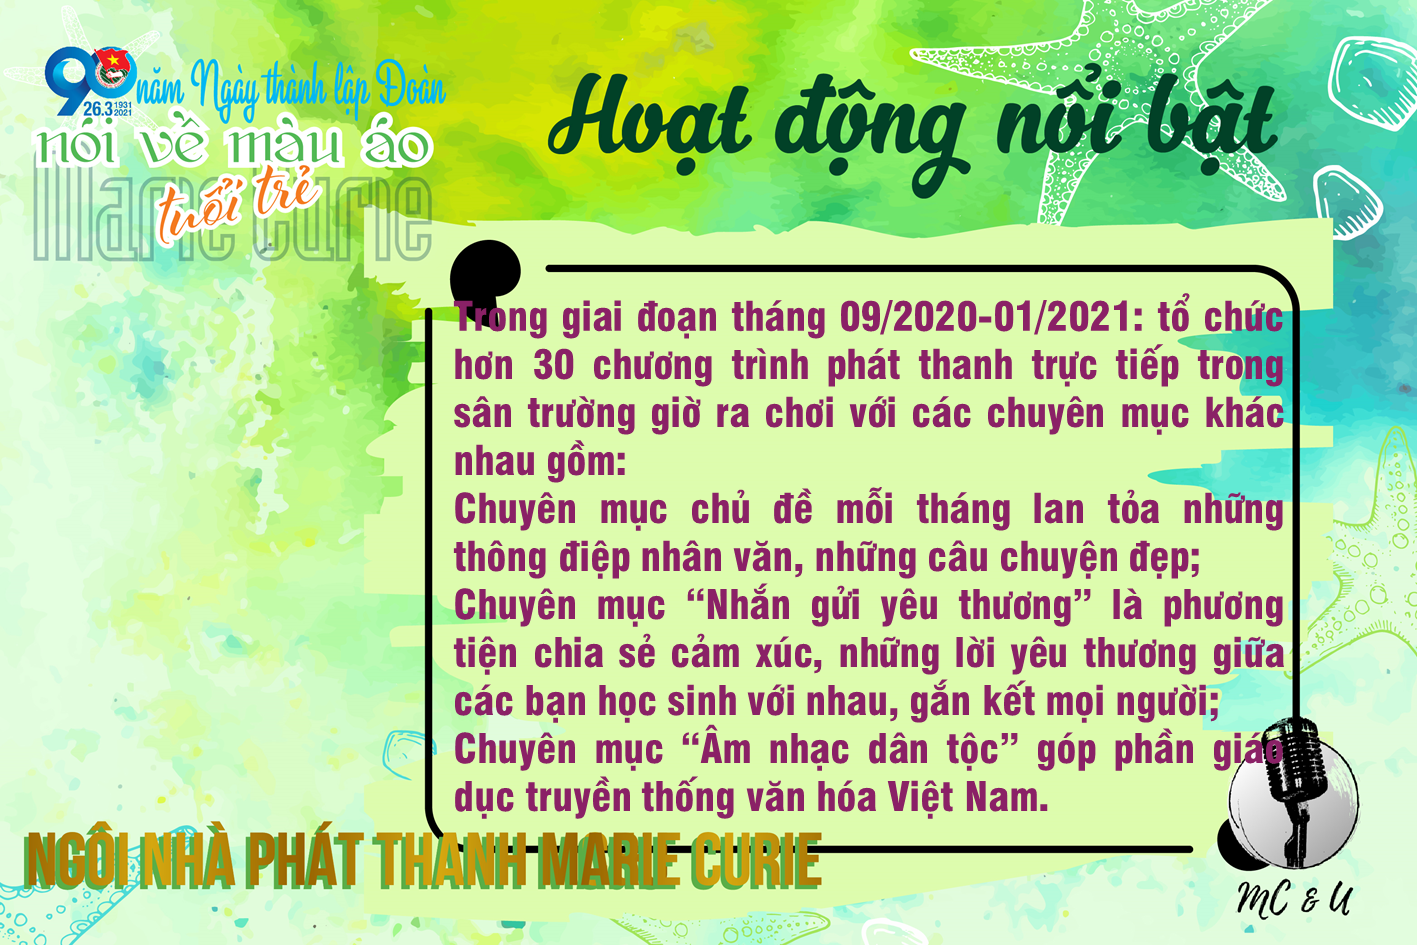 90 năm Ngày thành lập Đoàn
26.3 1931 2021
nói về màu áo
Marie Curie
tuổi trẻ
Hoạt động nổi bật
Trong giai đoạn tháng 09/2020-01/2021: tổ chức
hơn 30 chương trình phát thanh trực tiếp trong
sân trường giờ ra chơi với các chuyên mục khác
nhau gồm:
Chuyên mục chủ đề mỗi tháng lan tỏa những
thông điệp nhân văn, những câu chuyện đẹp;
Chuyên mục “Nhắn gửi yêu thương” là phương
tiện chia sẻ cảm xúc, những lời yêu thương giữa
các bạn học sinh với nhau, gắn kết mọi người;
Chuyên mục “Âm nhạc dân tộc” góp phần giáo
dục truyền thống văn hóa Việt Nam.
NGÔI NHÀ PHÁT THANH MARIE CURIE
MC & U